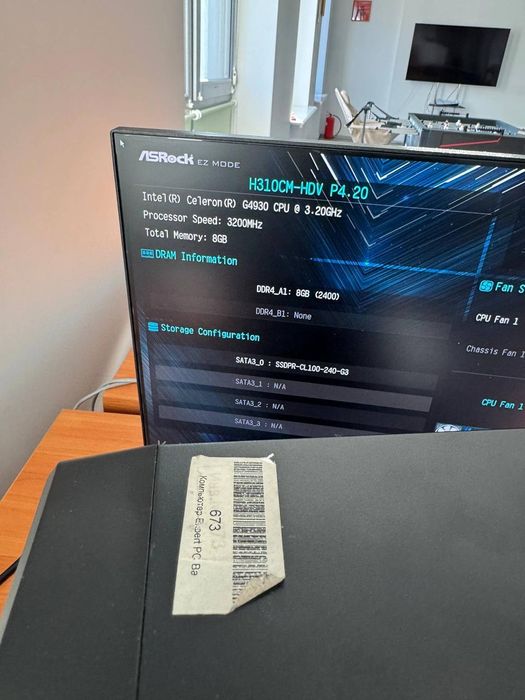 ASRock EZ MODE
H310CM-HDV P4.20
Intel(R) Celeron(R) G4930 CPU @ 3.20GHz
Processor Speed: 3200MHz
Total Memory: 8GB
DRAM Information
DDR4_A1: 8GB (2400)
DDR4_B1: None
Storage Configuration
SATA3_0 : SSDPR-CL100-240-G3
SATA3_1 : N/A
SATA3_2 : N/A
SATA3_3 : N/A
Fan S
CPU Fan 1
Chassis Fan 1
CPU Fan 1
673
Компьютер Expert PC Ba